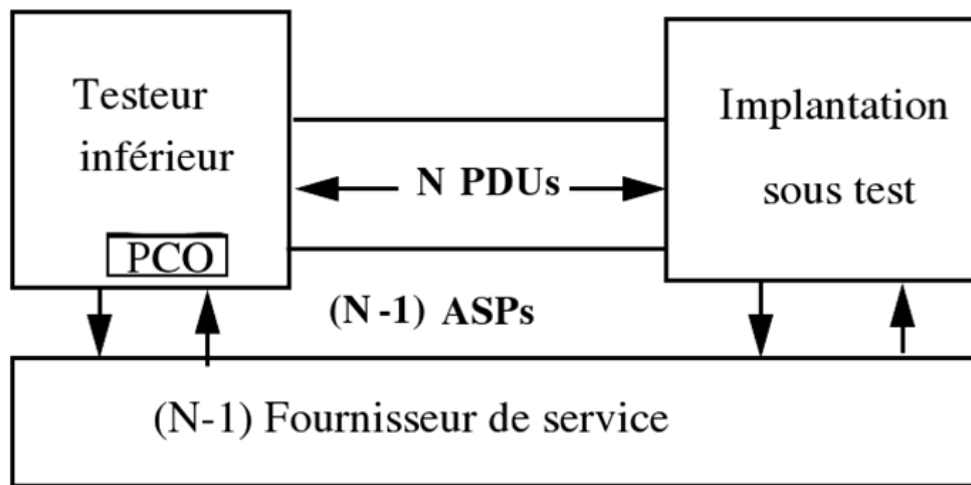 Testeur
inférieur
PCO
N PDUs
Implantation
sous test
(N-1) ASPs
(N-1) Fournisseur de service